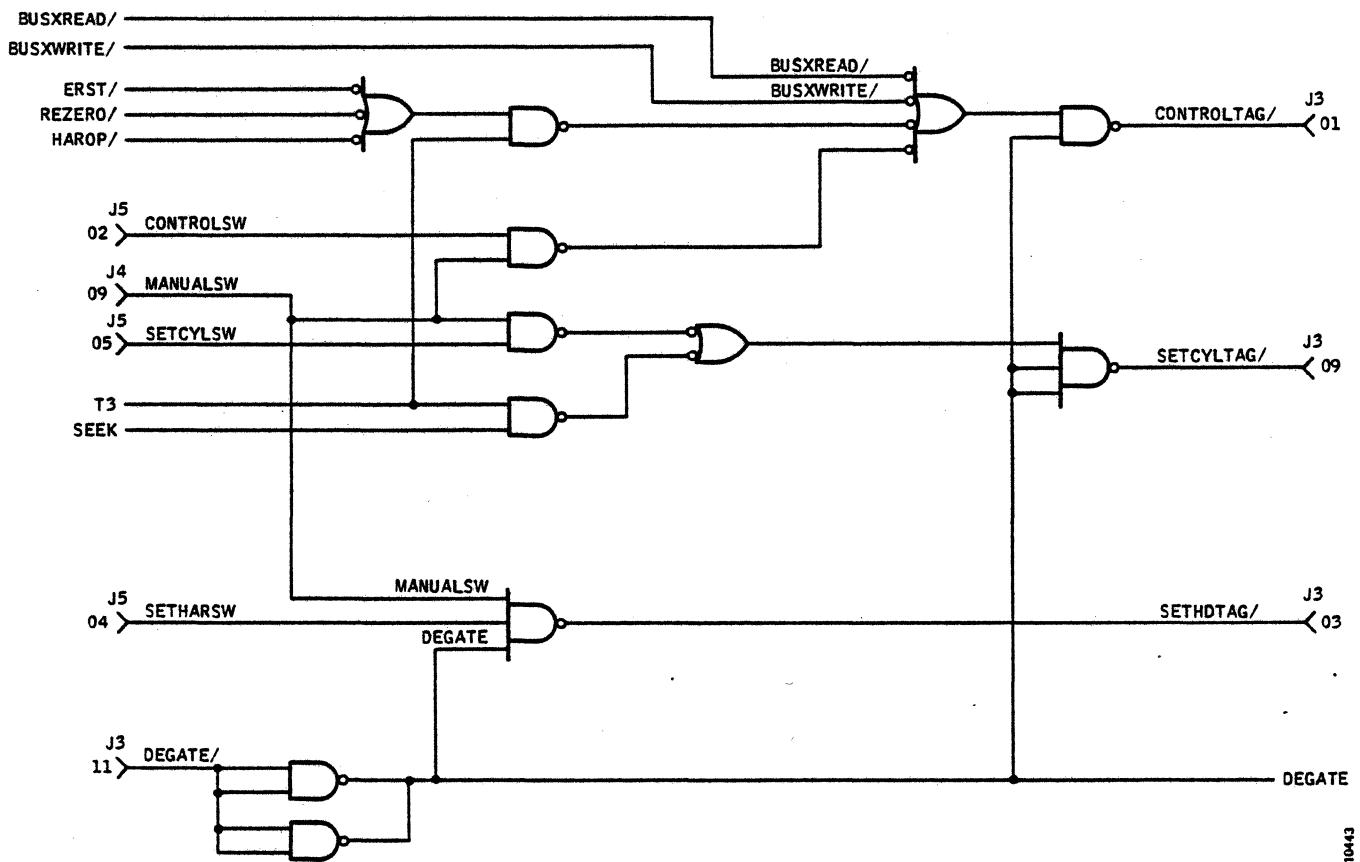 BUSXREAD/
BUSXWRITE/
BUSXREAD/
BUSXWRITE/
ERST/
REZERO/
HAROP/
CONTROLTAG/
J3
01
J5
02
CONTROLSW
J4
09
MANUALSW
J5
05
SETCYLSW
SETCYLTAG/
J3
09
T3
SEEK
MANUALSW
J5
04
SETHARSW
DEGATE
SETHDTAG/
J3
03
J3
11
DEGATE/
DEGATE
10443